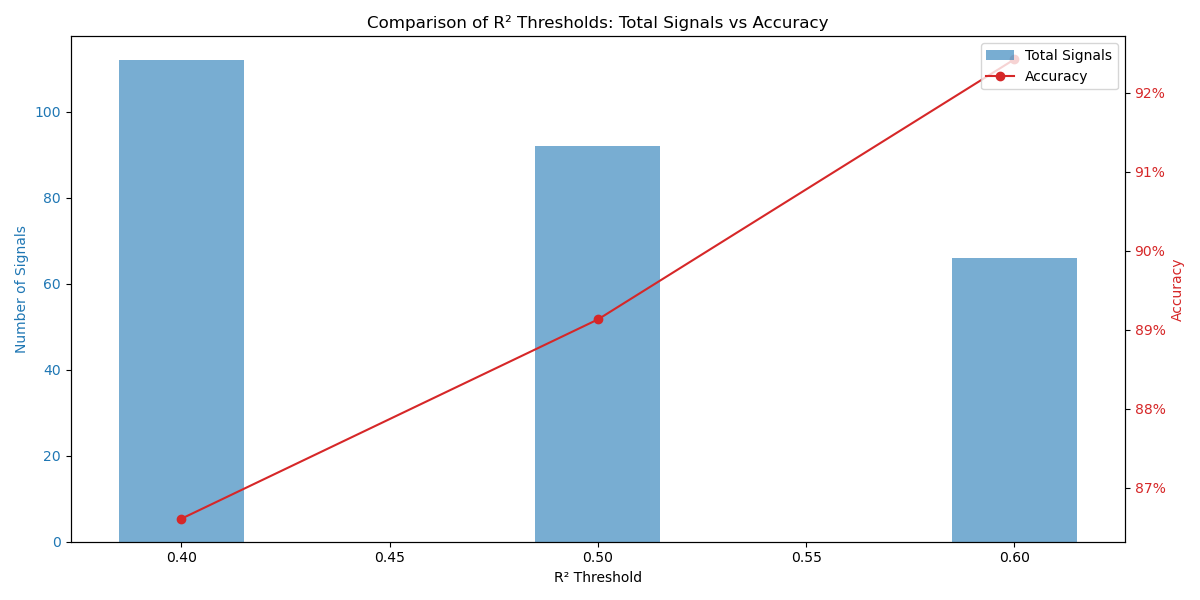 Comparison of R² Thresholds: Total Signals vs Accuracy
Total Signals
Accuracy
Number of Signals
100
80
60
40
20
0
92%
91%
90%
89%
88%
87%
Accuracy
0.40 0.45 0.50 0.55 0.60
R² Threshold